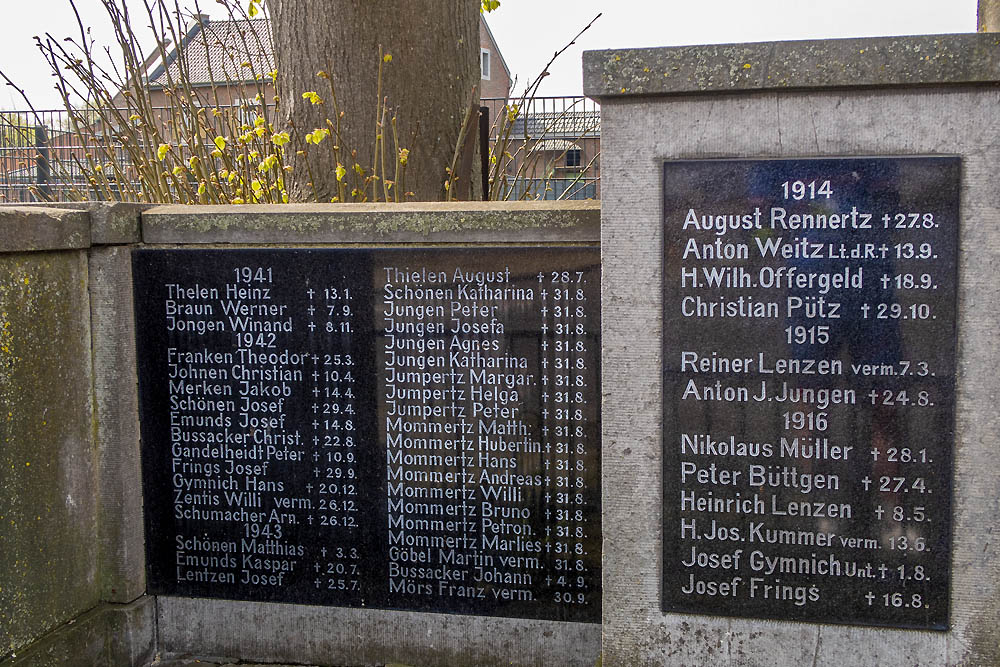 1941
Thelen Heinz † 13.1.
Braun Werner † 7.9.
Jongen Winand † 8.11.
1942
Franken Theodor † 25.3.
Johnen Christian † 10.4.
Merken Jakob † 14.4.
Schönen Josef † 29.4.
Emunds Josef † 14.8.
Bussacker Christ. † 22.8.
Gandelheidt Peter † 10.9.
Frings Josef † 29.9.
Gymnich Hans † 20.12.
Zentis Willi verm. 26.12.
Schumacher Arn. † 26.12.
1943
Schönen Matthias † 3.3.
Emunds Kaspar † 20.7.
Lentzen Josef † 25.7.
Thielen August † 28.7.
Schönen Katharina † 31.8.
Jungen Peter † 31.8.
Jungen Josefa † 31.8.
Jungen Agnes † 31.8.
Jungen Katharina † 31.8.
Jumpertz Margar. † 31.8.
Jumpertz Helga † 31.8.
Jumpertz Peter † 31.8.
Mommertz Matth. † 31.8.
Mommertz Hubertin. † 31.8.
Mommertz Hans † 31.8.
Mommertz Andreas † 31.8.
Mommertz Willi † 31.8.
Mommertz Bruno † 31.8.
Mommertz Petron. † 31.8.
Mommertz Marlies † 31.8.
Göbel Martin verm. 31.8.
Bussacker Johann † 4.9.
Mörs Franz verm. 30.9.
1914
August Rennertz † 27.8.
Anton Weitz Lt.d.R † 13.9.
H.Wilh.Offergeld † 18.9.
Christian Pütz † 29.10.
1915
Reiner Lenzen verm. 7.3.
Anton J.Jungen † 24.8.
1916
Nikolaus Müller † 28.1.
Peter Büttgen † 27.4.
Heinrich Lenzen † 8.5.
H.Jos.Kummer verm. 13.6.
Josef Gymnich Unt. † 1.8.
Josef Frings † 16.8.